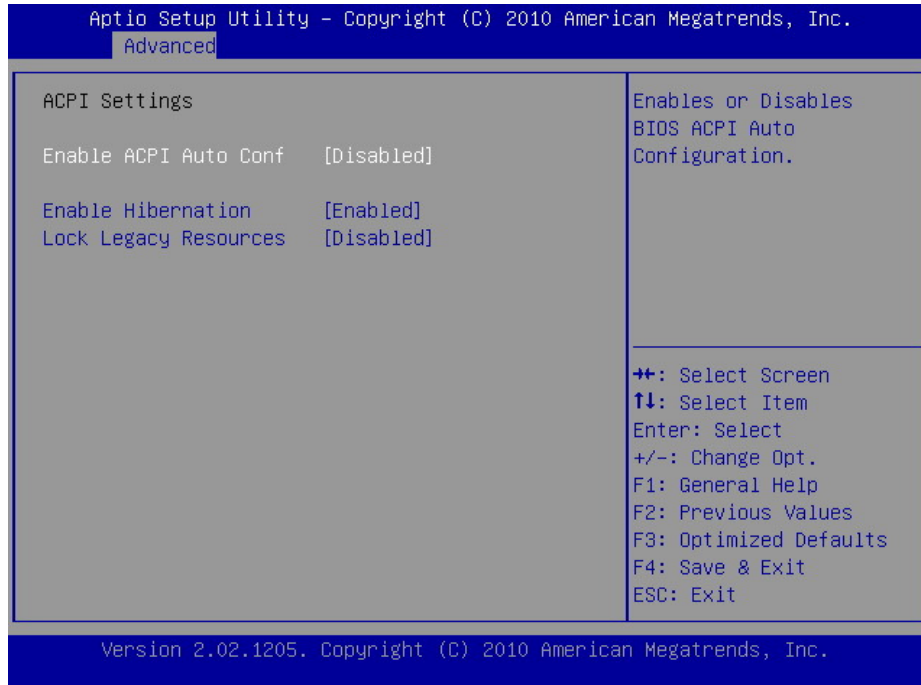 Aptio Setup Utility – Copyright (C) 2010 American Megatrends, Inc.
Advanced
ACPI Settings
Enable ACPI Auto Conf [Disabled]
Enable Hibernation [Enabled]
Lock Legacy Resources [Disabled]
Enables or Disables
BIOS ACPI Auto
Configuration.
→←: Select Screen
↑↓: Select Item
Enter: Select
+/-: Change Opt.
F1: General Help
F2: Previous Values
F3: Optimized Defaults
F4: Save & Exit
ESC: Exit
Version 2.02.1205. Copyright (C) 2010 American Megatrends, Inc.